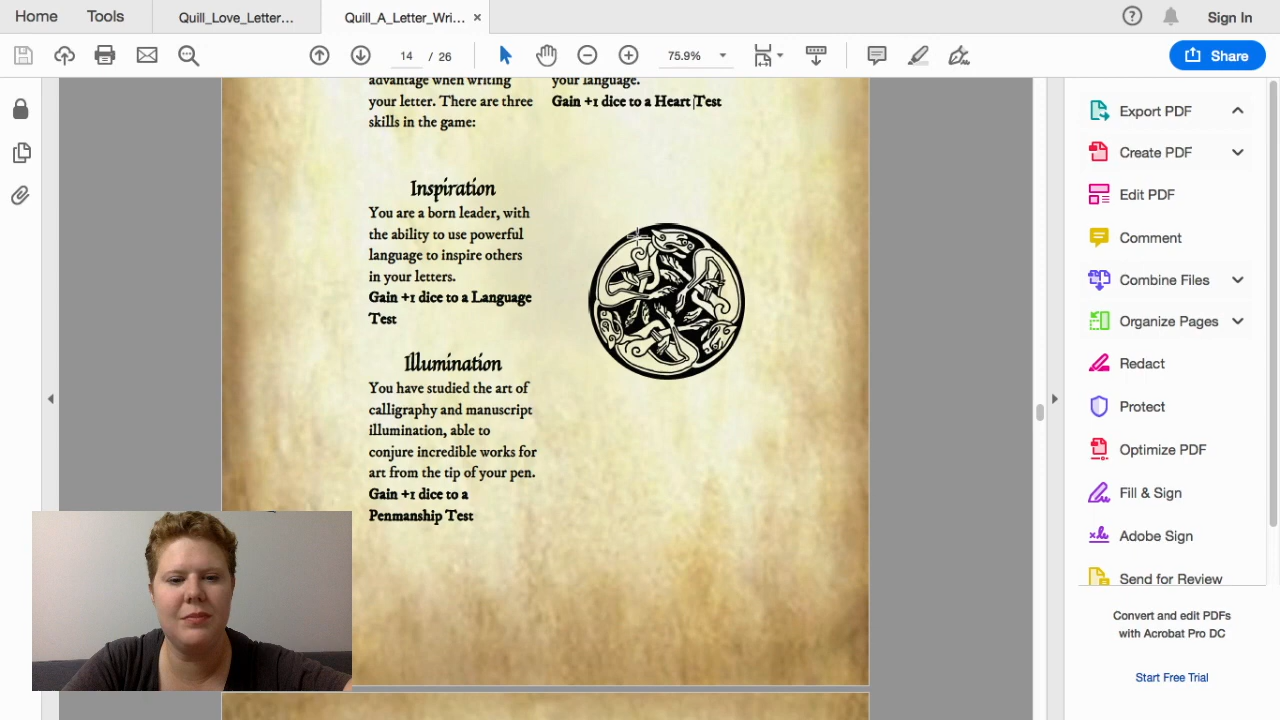 Home
Tools
Quill_Love_Letter...
Quill_A_Letter_Wri...
Sign In
14 / 26
75.9%
Share
advantage when writing
your letter. There are three
skills in the game:
Inspiration
You are a born leader, with
the ability to use powerful
language to inspire others
in your letters.
Gain +1 dice to a Language
Test
Illumination
You have studied the art of
calligraphy and manuscript
illumination, able to
conjure incredible works for
art from the tip of your pen.
Gain +1 dice to a
Penmanship Test
your language.
Gain +1 dice to a Heart Test
Export PDF
Create PDF
Edit PDF
Comment
Combine Files
Organize Pages
Redact
Protect
Optimize PDF
Fill & Sign
Adobe Sign
Send for Review
Convert and edit PDFs
with Acrobat Pro DC
Start Free Trial